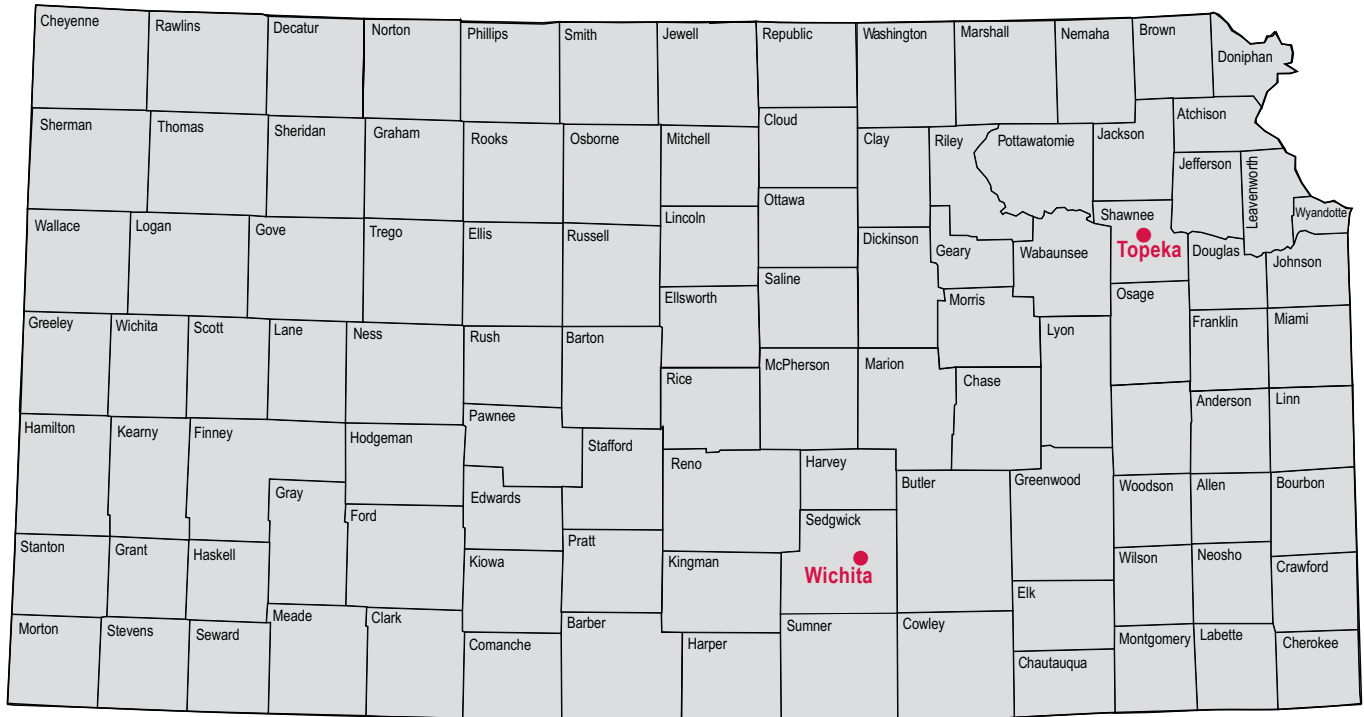 Cheyenne
Rawlins
Decatur
Norton
Phillips
Smith
Jewell
Republic
Washington
Marshall
Nemaha
Brown
Doniphan
Sherman
Thomas
Sheridan
Graham
Rooks
Osborne
Mitchell
Cloud
Clay
Riley
Pottawatomie
Jackson
Atchison
Jefferson
Leavenworth
Wyandotte
Wallace
Logan
Gove
Trego
Ellis
Russell
Lincoln
Ottawa
Dickinson
Geary
Wabaunsee
Shawnee
Topeka
Douglas
Johnson
Ellsworth
Saline
Morris
Osage
Greeley
Wichita
Scott
Lane
Ness
Rush
Barton
Rice
McPherson
Marion
Chase
Lyon
Franklin
Miami
Hamilton
Kearny
Finney
Hodgeman
Pawnee
Stafford
Reno
Harvey
Butler
Greenwood
Anderson
Linn
Gray
Ford
Edwards
Sedgwick
Wichita
Woodson
Allen
Bourbon
Stanton
Grant
Haskell
Kiowa
Pratt
Kingman
Elk
Wilson
Neosho
Crawford
Morton
Stevens
Seward
Meade
Clark
Comanche
Barber
Harper
Sumner
Cowley
Chautauqua
Montgomery
Labette
Cherokee